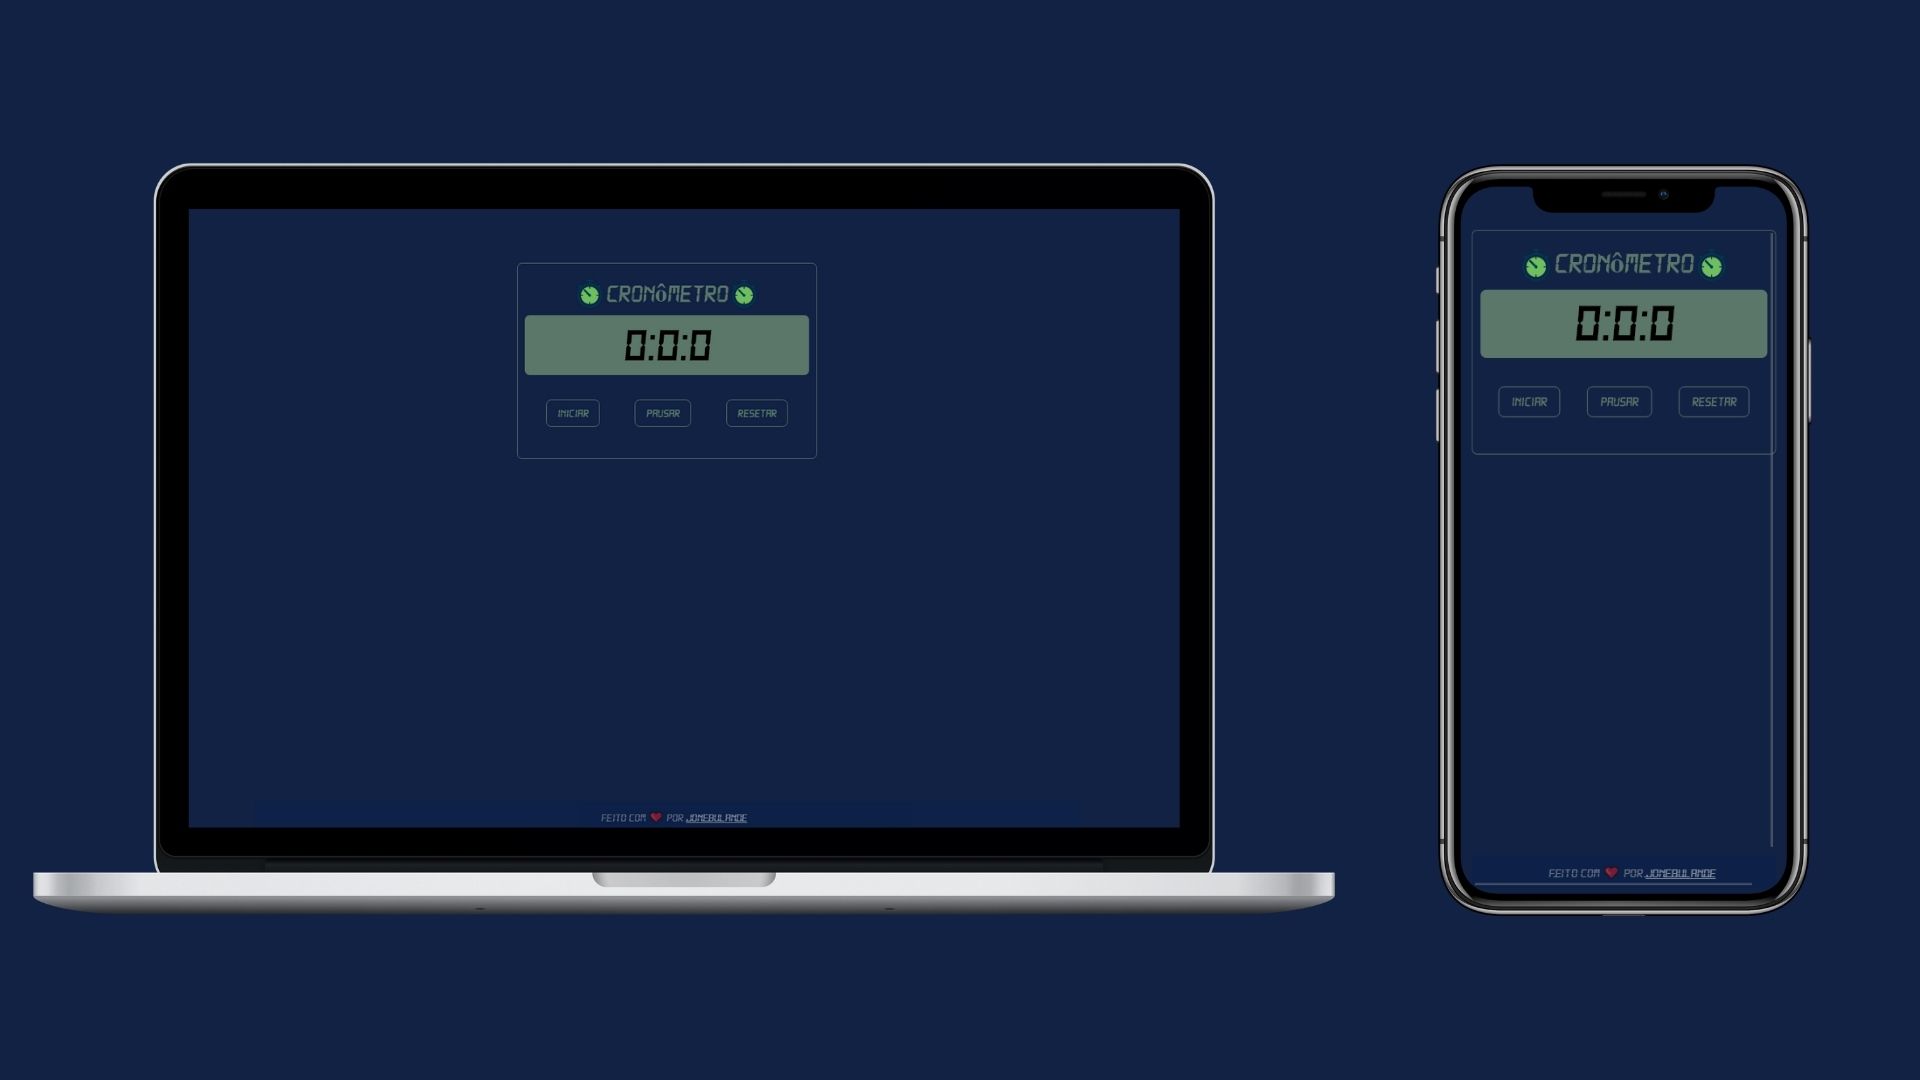 CRONôMETRO
0:0:0
INICIAR PAUSAR RESETAR
FEITO COM ❤ POR JONEBULANDE
CRONôMETRO
0:0:0
INICIAR PAUSAR RESETAR
FEITO COM ❤ POR JONEBULANDE